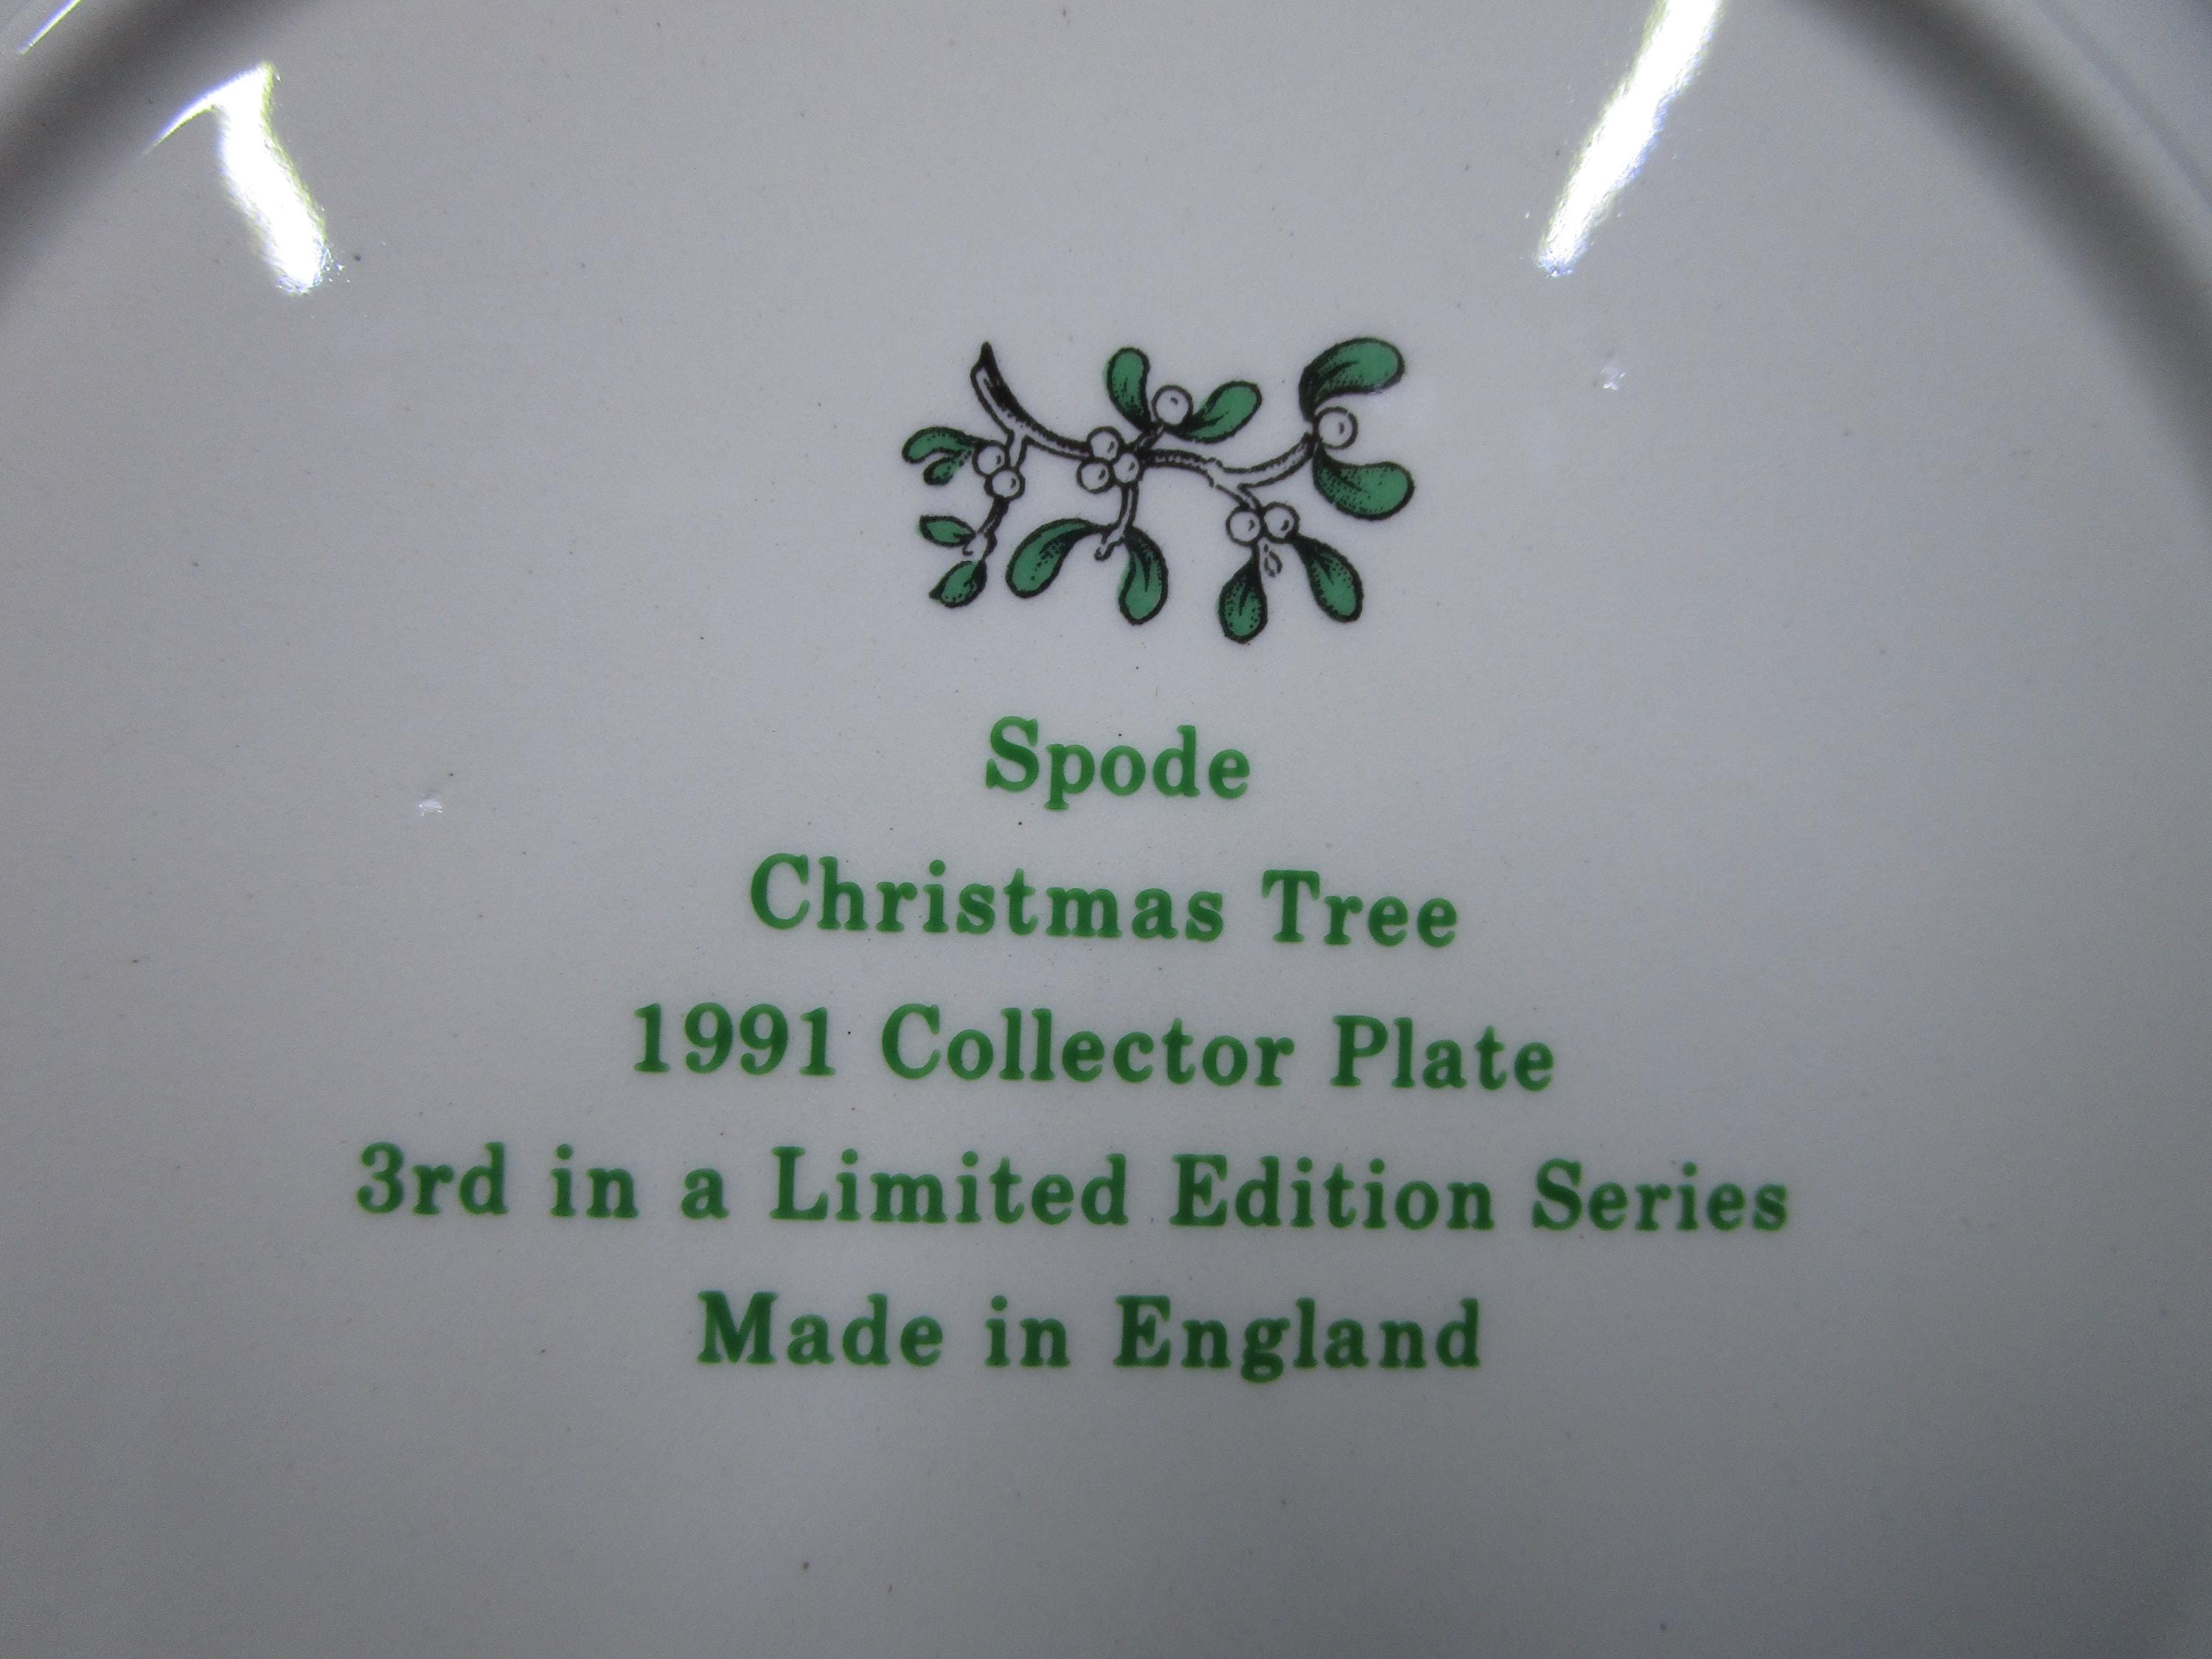 Spode
Christmas Tree
1991 Collector Plate
3rd in a Limited Edition Series
Made in England